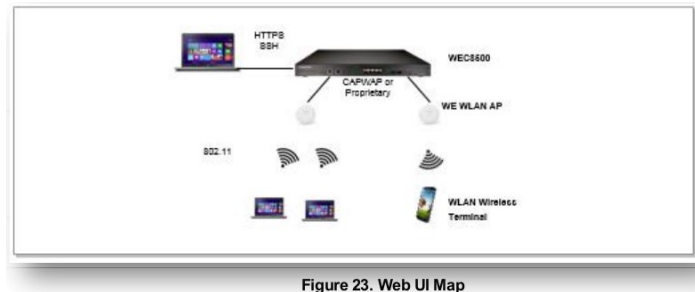 HTTPS
SSH
WEC8500
CAPWAP or
Proprietary
WE WLAN AP
802.11
WLAN Wireless
Terminal
Figure 23. Web UI Map